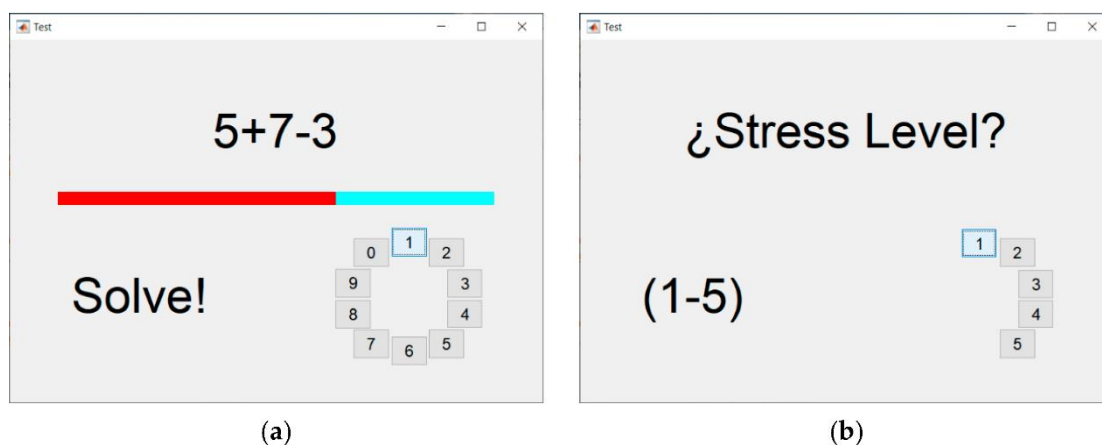 Test
5+7-3
Solve!
0 1 2
9 3
8 4
7 6 5
(a)
Test
¿Stress Level?
(1-5)
1 2
3
4
5
(b)